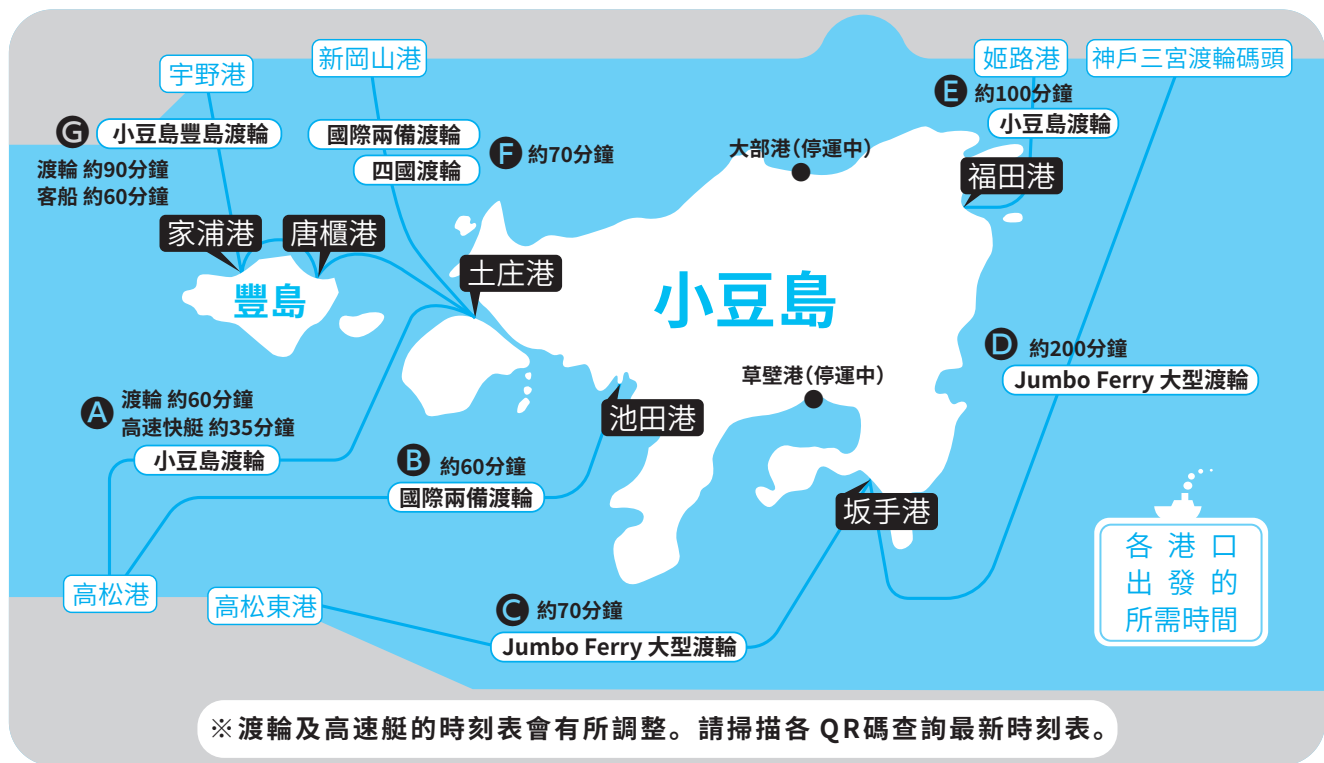 宇野港
新岡山港
姬路港
神戶三宮渡輪碼頭
G
小豆島豐島渡輪
渡輪 約90分鐘
客船 約60分鐘
國際兩備渡輪
四國渡輪
F
約70分鐘
大部港(停運中)
E
約100分鐘
小豆島渡輪
福田港
家浦港
唐櫃港
土庄港
豐島
小豆島
D
約200分鐘
Jumbo Ferry 大型渡輪
草壁港(停運中)
池田港
A
渡輪 約60分鐘
高速快艇 約35分鐘
小豆島渡輪
B
約60分鐘
國際兩備渡輪
坂手港
高松港
高松東港
C
約70分鐘
Jumbo Ferry 大型渡輪
各港口
出發的
所需時間
※渡輪及高速艇的時刻表會有所調整。請掃描各 QR碼查詢最新時刻表。